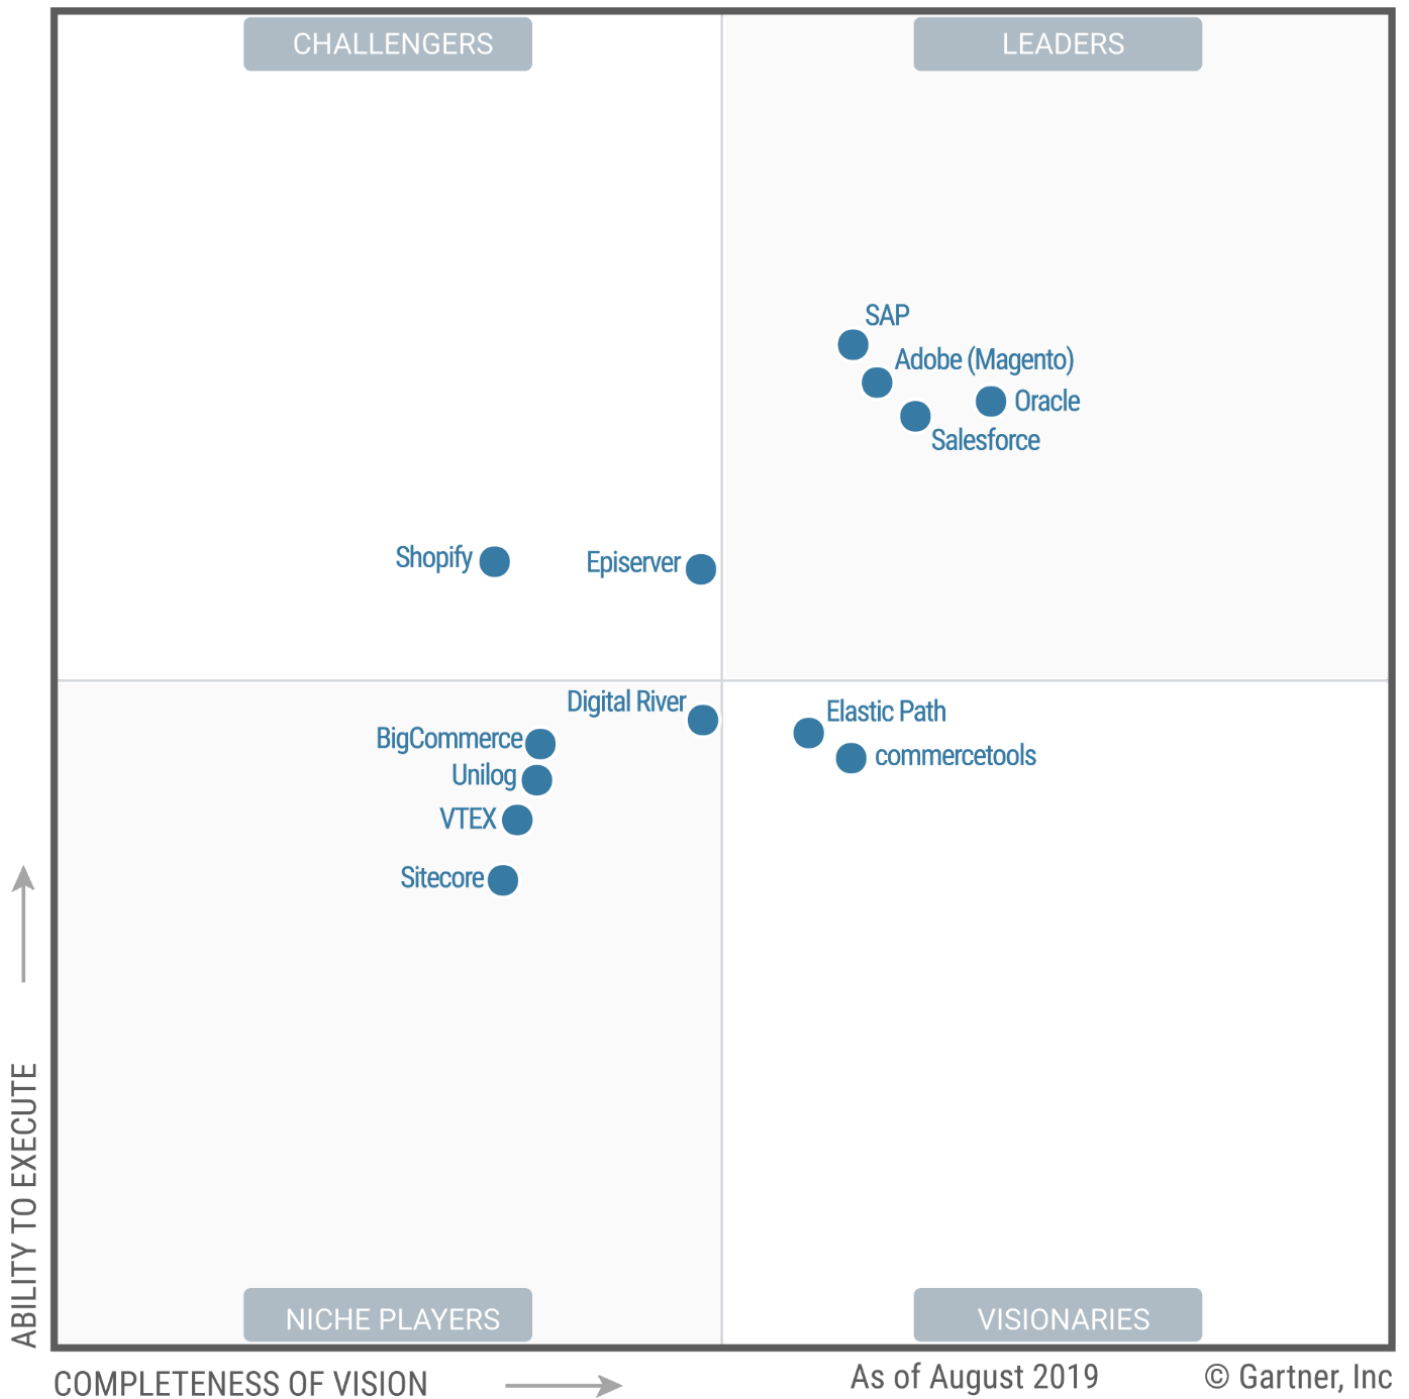 CHALLENGERS
LEADERS
SAP
Adobe (Magento)
Oracle
Salesforce
Shopify
Episerver
Digital River
Elastic Path
BigCommerce
commercetools
Unilog
VTEX
Sitecore
ABILITY TO EXECUTE
NICHE PLAYERS
VISIONARIES
COMPLETENESS OF VISION
As of August 2019
© Gartner, Inc